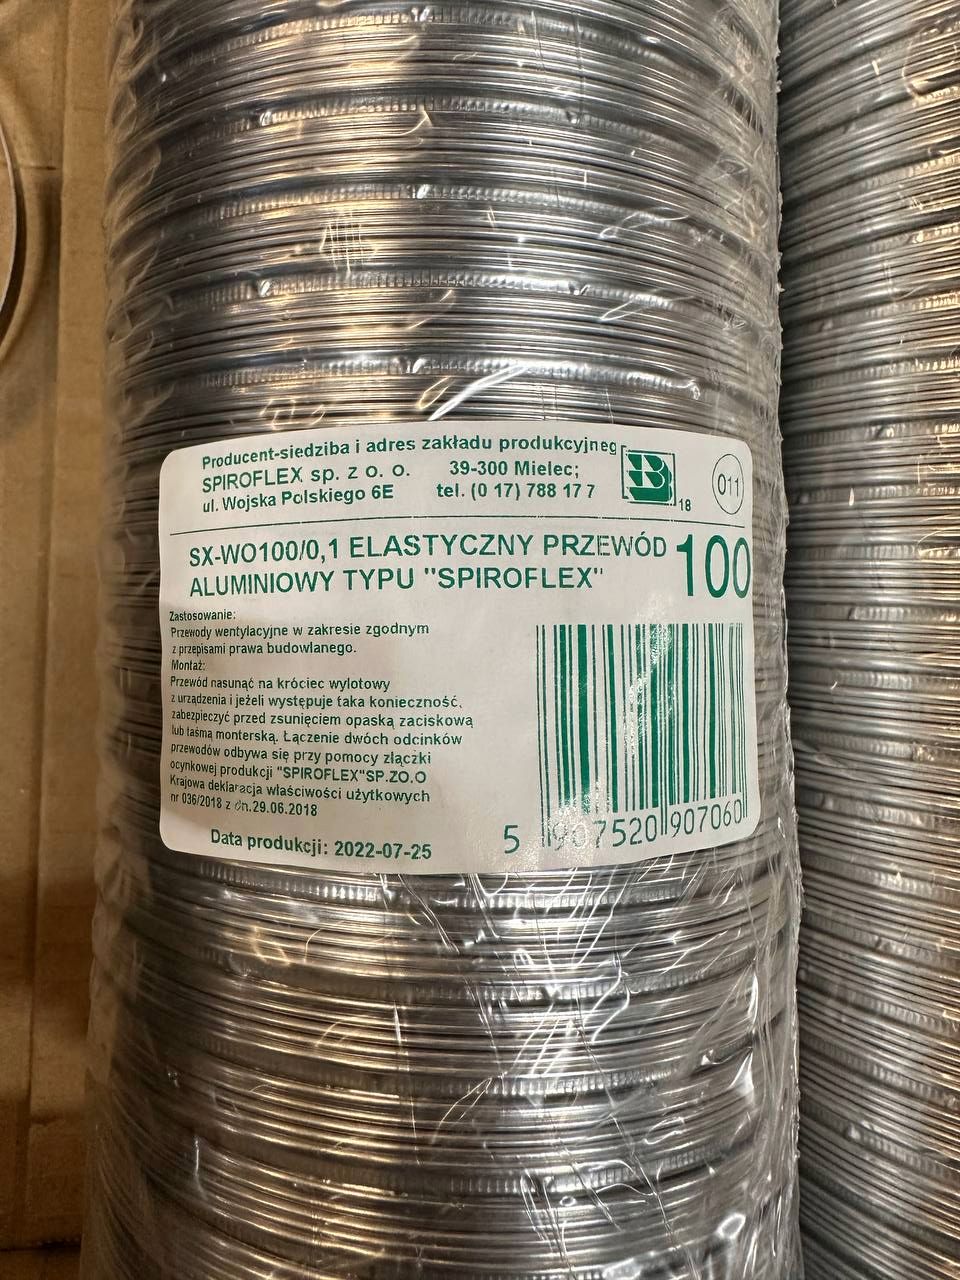 Producent-siedziba i adres zakładu produkcyjneg
SPIROFLEX sp. z o. o. 39-300 Mielec;
ul. Wojska Polskiego 6E tel. (0 17) 788 17 7
B 18 011
SX-WO100/0,1 ELASTYCZNY PRZEWÓD 100
ALUMINIOWY TYPU "SPIROFLEX"
Zastosowanie:
Przewody wentylacyjne w zakresie zgodnym
z przepisami prawa budowlanego.
Montaż:
Przewód nasunąć na króciec wylotowy
z urządzenia i jeżeli występuje taka konieczność,
zabezpieczyć przed zsunięciem opaską zaciskową
lub taśmą monterską. Łączenie dwóch odcinków
przewodów odbywa się przy pomocy złączki
ocynkowej produkcji "SPIROFLEX"SP.ZO.O
Krajowa deklaracja właściwości użytkowych
nr 036/2018 z dn.29.06.2018
Data produkcji: 2022-07-25
5 907520 907060